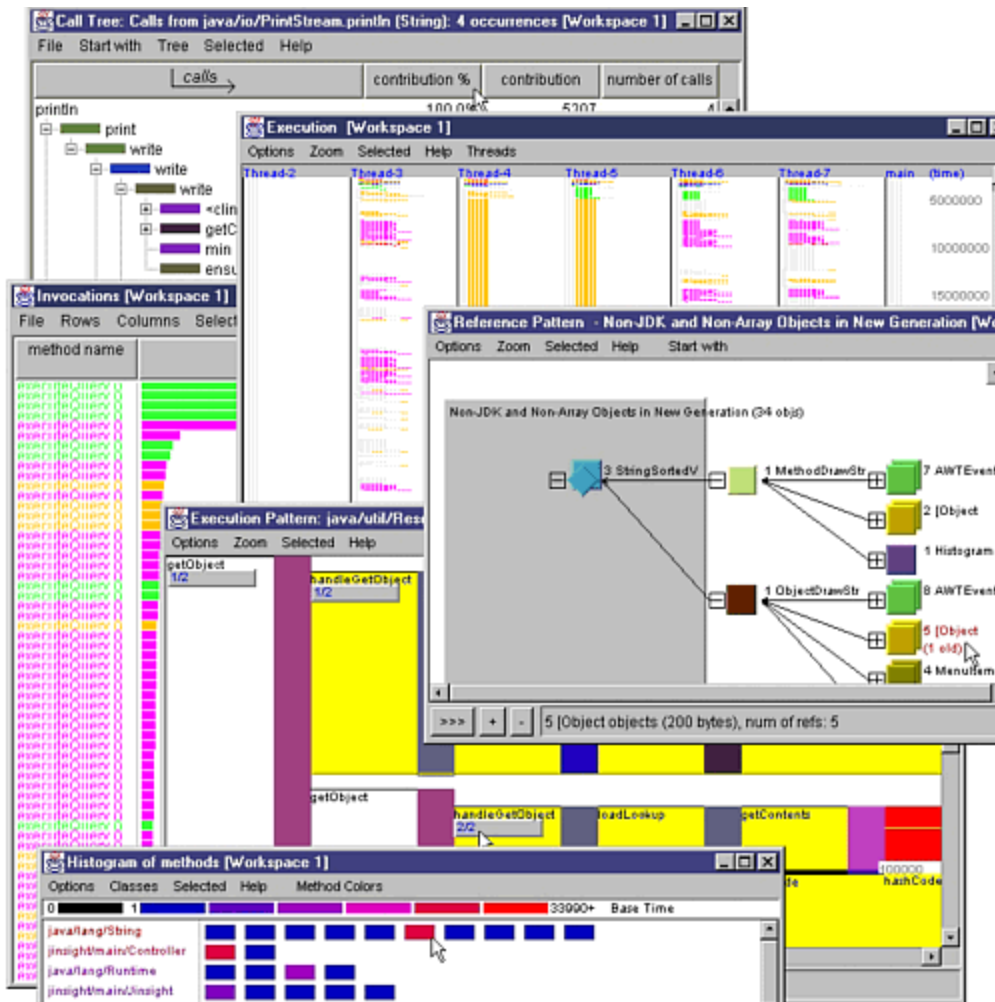 Call Tree: Calls from java/io/PrintStream.println (String): 4 occurrences [Workspace 1]
File Start with Tree Selected Help
calls contribution % contribution number of calls
println 100.0% 5207 4
print
write
write
write
<clin
getC
min
ensu
Execution [Workspace 1]
Options Zoom Selected Help Threads
Thread-2 Thread-3 Thread-4 Thread-5 Thread-6 Thread-7 main (time)
5000000
10000000
15000000
Invocations [Workspace 1]
File Rows Columns Select
method name
Reference Pattern - Non-JDK and Non-Array Objects in New Generation [Wo
Options Zoom Selected Help Start with
Non-JDK and Non-Array Objects in New Generation (34 objs)
3 StringSortedV 1 MethodDrawStr 7 AWTEvent
2 [Object
1 Histogram
1 ObjectDrawStr 8 AWTEvent
5 [Object
(1 old)
4 MenuItem
>>> + - 5 [Object objects (200 bytes), num of refs: 5
Execution Pattern: java/util/Res
Options Zoom Selected Help
getObject
1/2
handleGetObject
1/2
getObject
handleGetObject loadLookup getContents
2/2
100000
hashCode
Histogram of methods [Workspace 1]
Options Classes Selected Help Method Colors
0 1 33990+ Base Time
java/lang/String
jinsight/main/Controller
java/lang/Runtime
jinsight/main/Jinsight